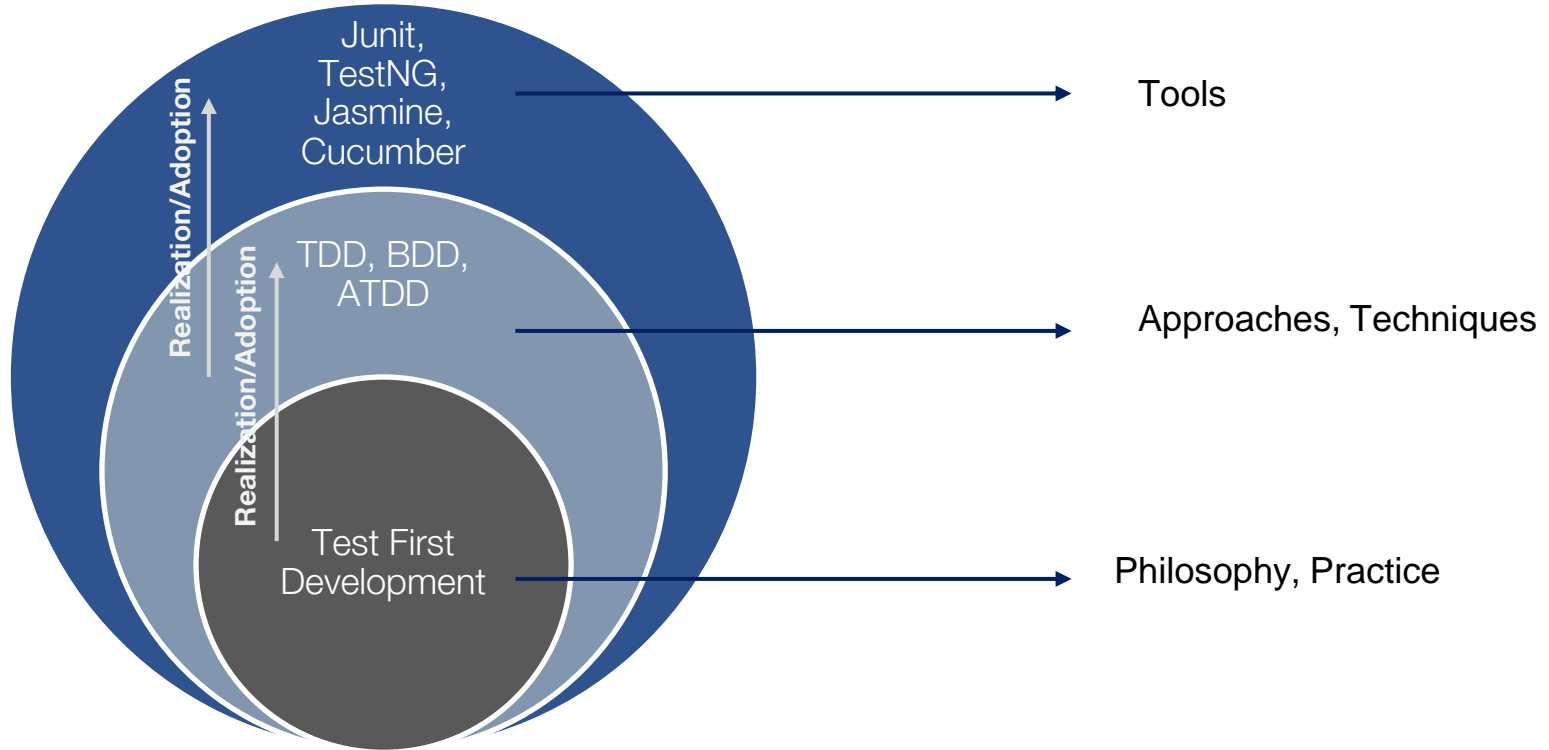 Junit,
TestNG,
Jasmine,
Cucumber
Tools
Realization/Adoption
TDD, BDD,
ATDD
Approaches, Techniques
Realization/Adoption
Test First
Development
Philosophy, Practice